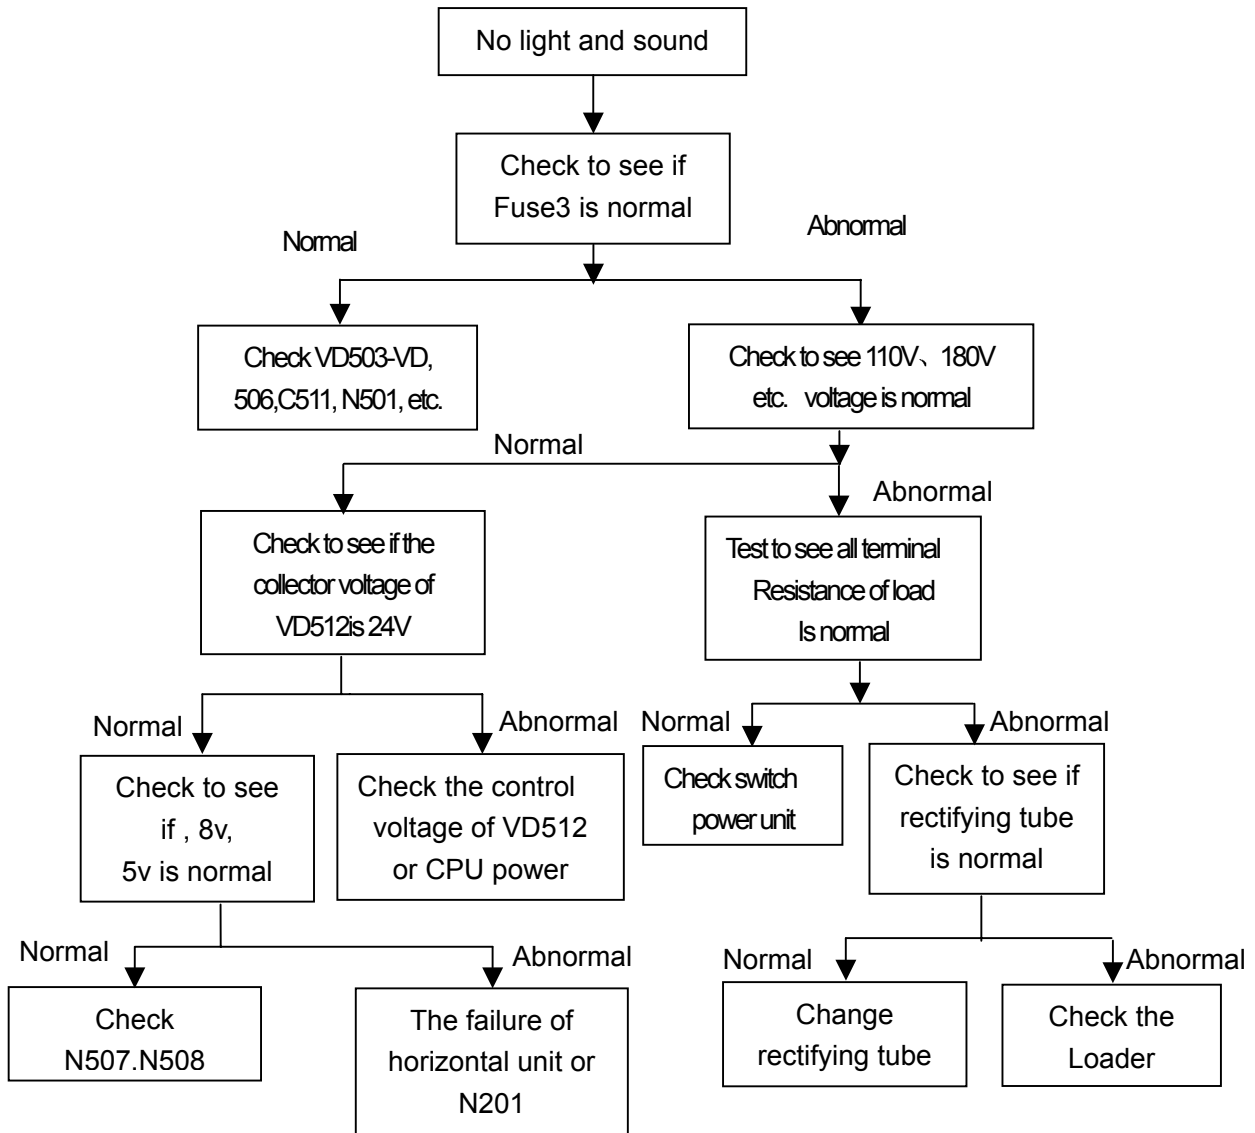 No light and sound
Check to see if
Fuse3 is normal
Normal
Abnormal
Check VD503-VD,
506,C511, N501, etc.
Check to see 110V、180V
etc. voltage is normal
Normal
Abnormal
Check to see if the
collector voltage of
VD512is 24V
Test to see all terminal
Resistance of load
Is normal
Normal
Abnormal
Normal
Abnormal
Check to see
if , 8v,
5v is normal
Check the control
voltage of VD512
or CPU power
Check switch
power unit
Check to see if
rectifying tube
is normal
Normal
Abnormal
Normal
Abnormal
Check
N507.N508
The failure of
horizontal unit or
N201
Change
rectifying tube
Check the
Loader